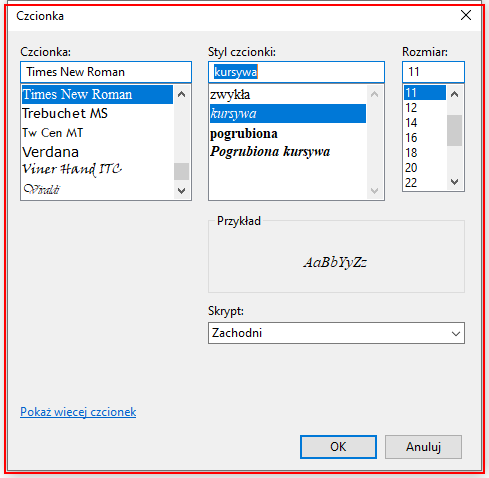 Czcionka
Czcionka:
Times New Roman
Times New Roman
Trebuchet MS
Tw Cen MT
Verdana
Viner Hand ITC
Vivaldi
Styl czcionki:
kursywa
zwykła
kursywa
pogrubiona
Pogrubiona kursywa
Rozmiar:
11
11
12
14
16
18
20
22
Przykład
AaBbYyZz
Skrypt:
Zachodni
Pokaż więcej czcionek
OK
Anuluj